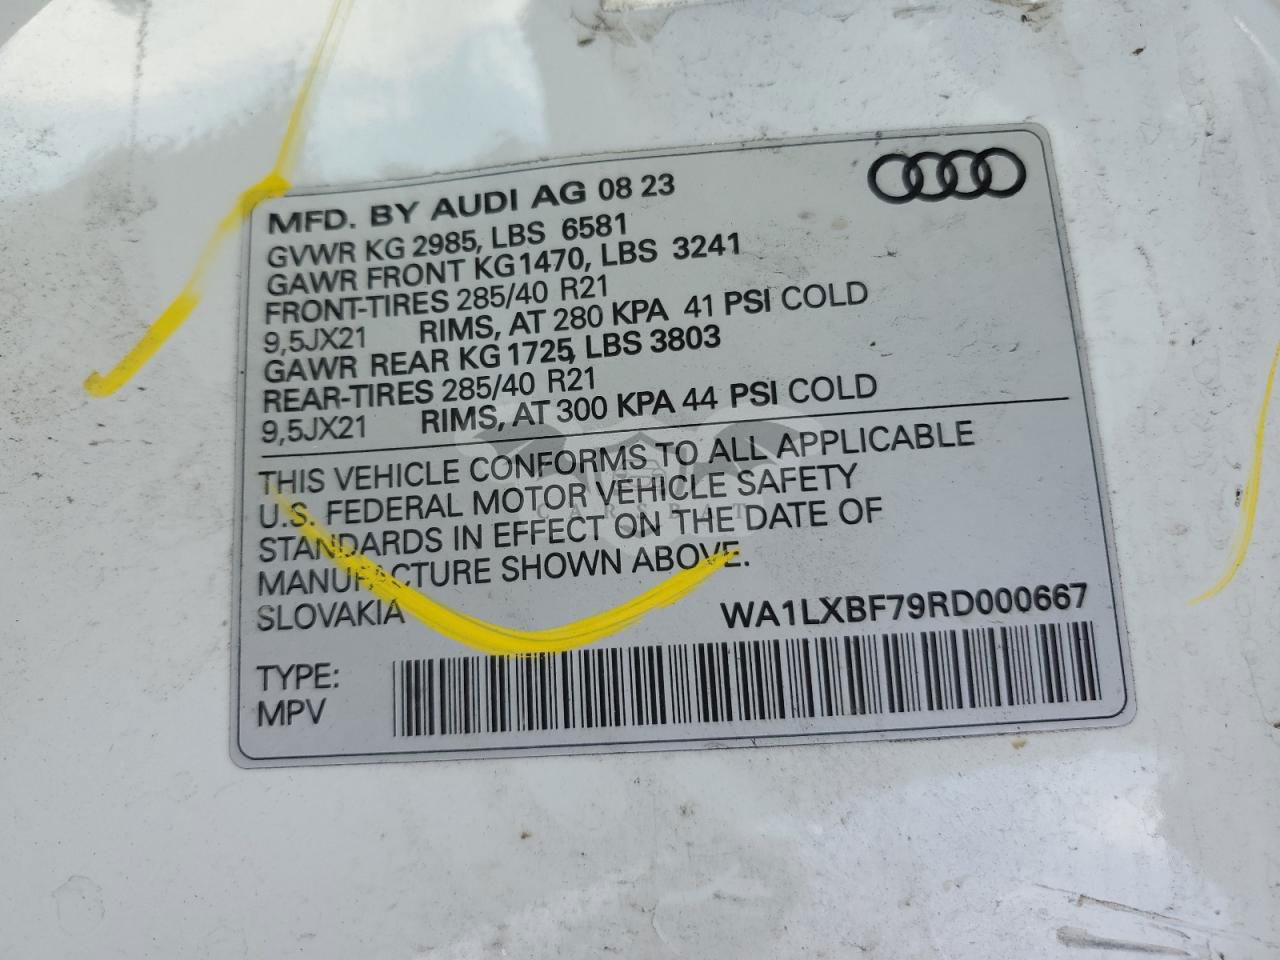 MFD. BY AUDI AG 08 23
GVWR KG 2985, LBS 6581
GAWR FRONT KG1470, LBS 3241
FRONT-TIRES 285/40 R21
9,5JX21 RIMS, AT 280 KPA 41 PSI COLD
GAWR REAR KG 1725, LBS 3803
REAR-TIRES 285/40 R21
9,5JX21 RIMS, AT 300 KPA 44 PSI COLD
THIS VEHICLE CONFORMS TO ALL APPLICABLE
U.S. FEDERAL MOTOR VEHICLE SAFETY
STANDARDS IN EFFECT ON THE DATE OF
MANUFACTURE SHOWN ABOVE.
SLOVAKIA WA1LXBF79RD000667
TYPE:
MPV